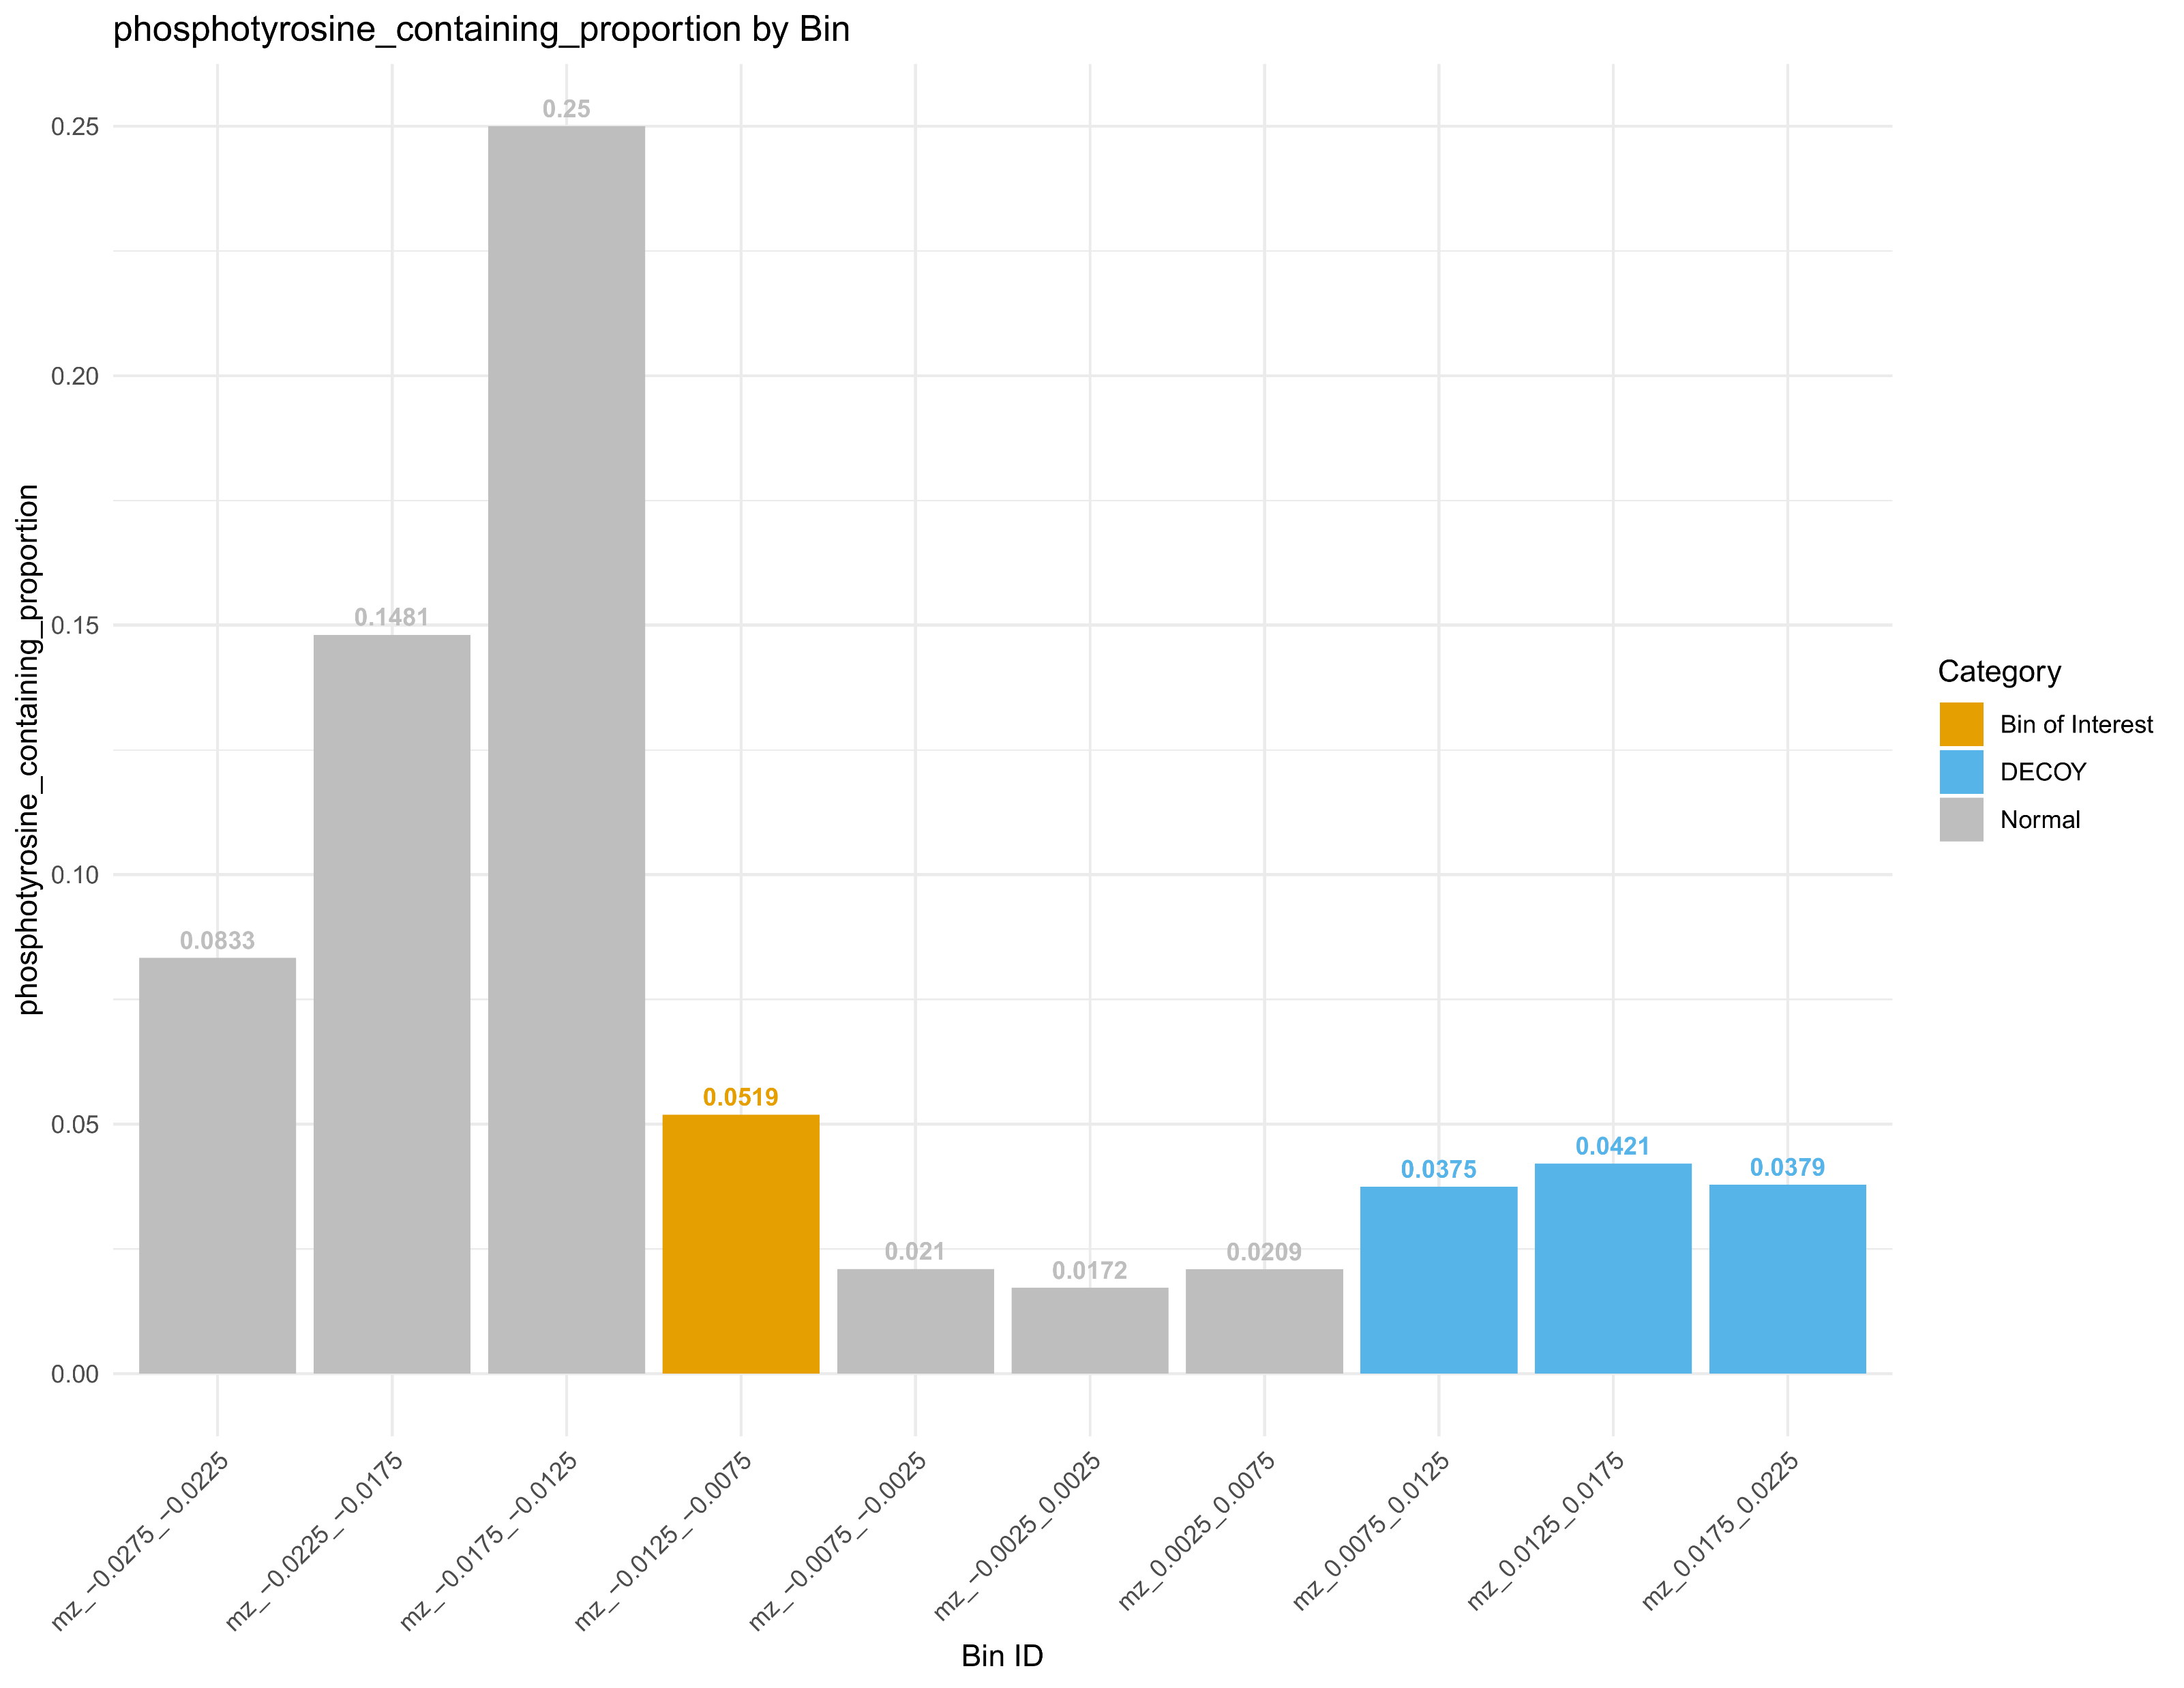 phosphotyrosine_containing_proportion by Bin
phosphotyrosine_containing_proportion
0.25
0.20
0.15
0.10
0.05
0.00
0.0833
0.1481
0.25
0.0519
0.021
0.0172
0.0209
0.0375
0.0421
0.0379
mz_−0.0275_−0.0225
mz_−0.0225_−0.0175
mz_−0.0175_−0.0125
mz_−0.0125_−0.0075
mz_−0.0075_−0.0025
mz_−0.0025_0.0025
mz_0.0025_0.0075
mz_0.0075_0.0125
mz_0.0125_0.0175
mz_0.0175_0.0225
Bin ID
Category
Bin of Interest
DECOY
Normal